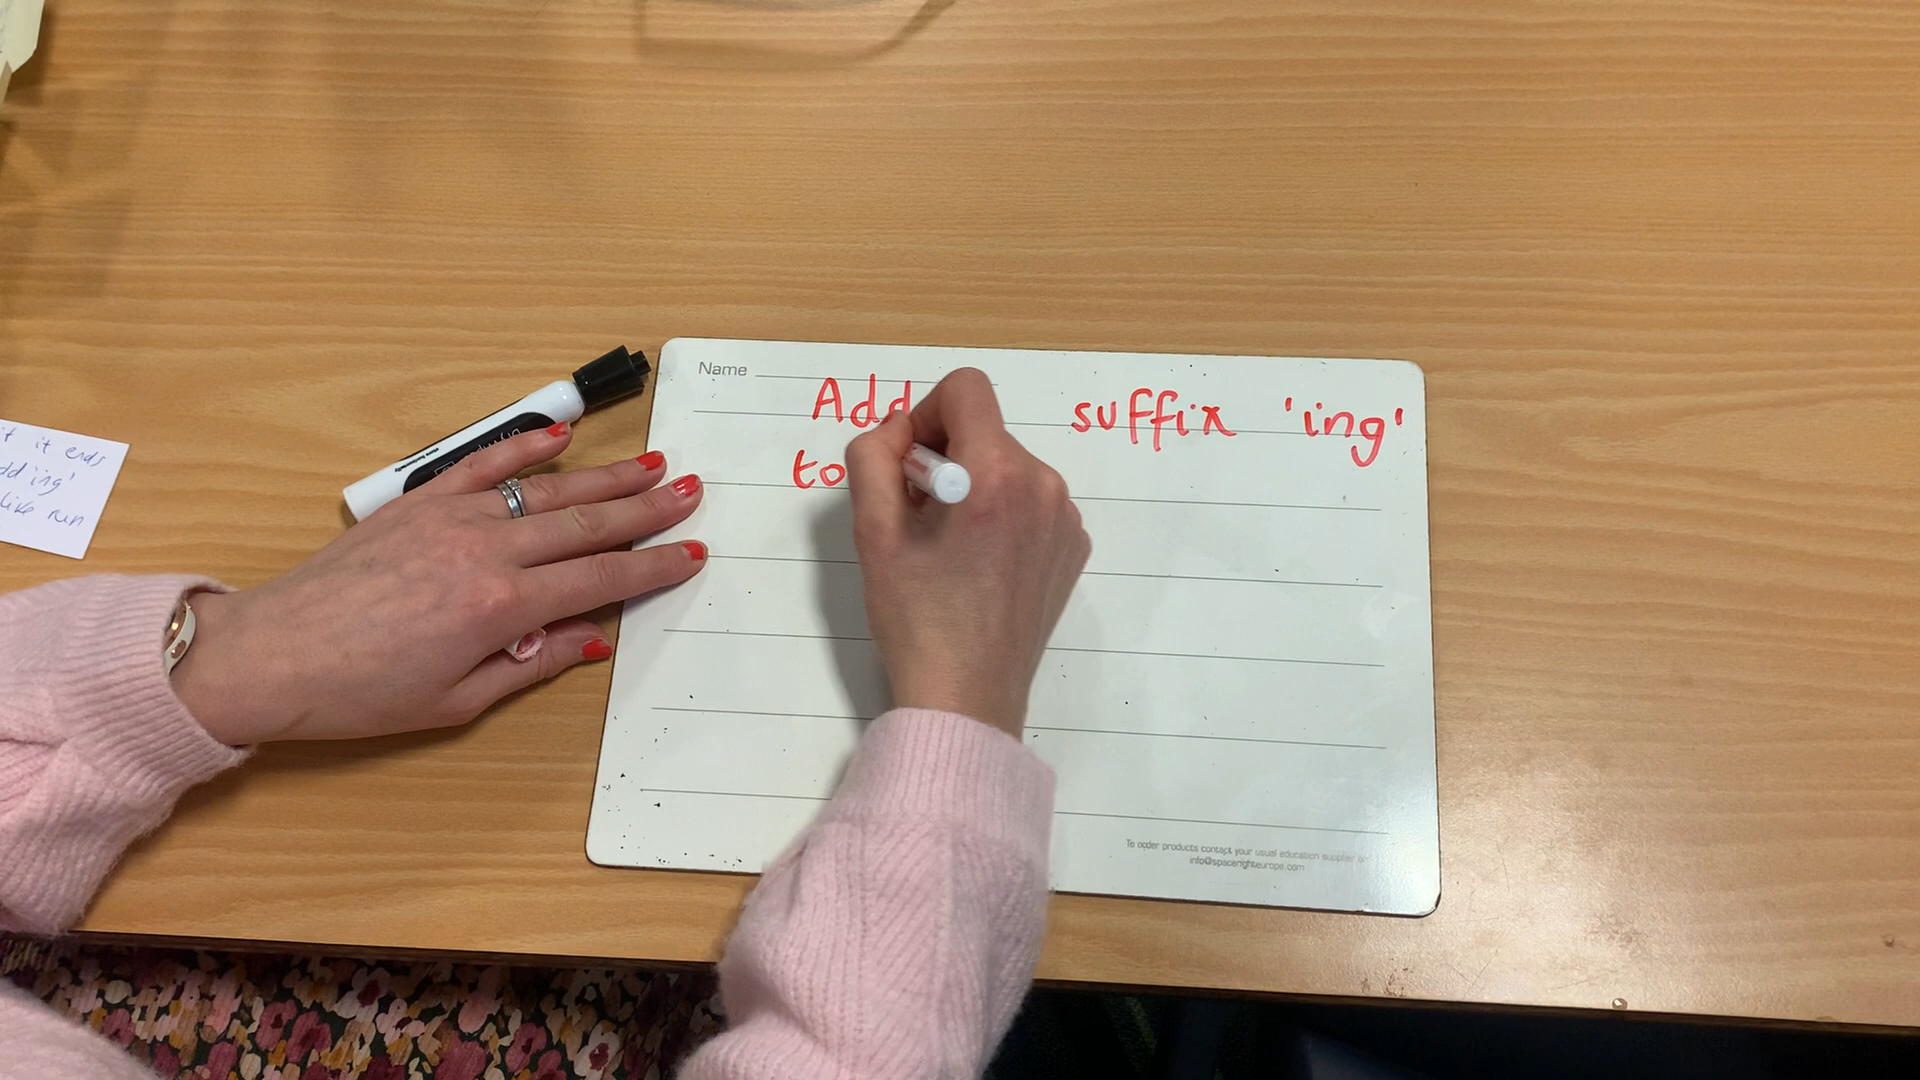 Name
Add suffix 'ing'
to
it ends
'ing'
like run
To order products contact your usual education supplier or
info@spacerighteurope.com